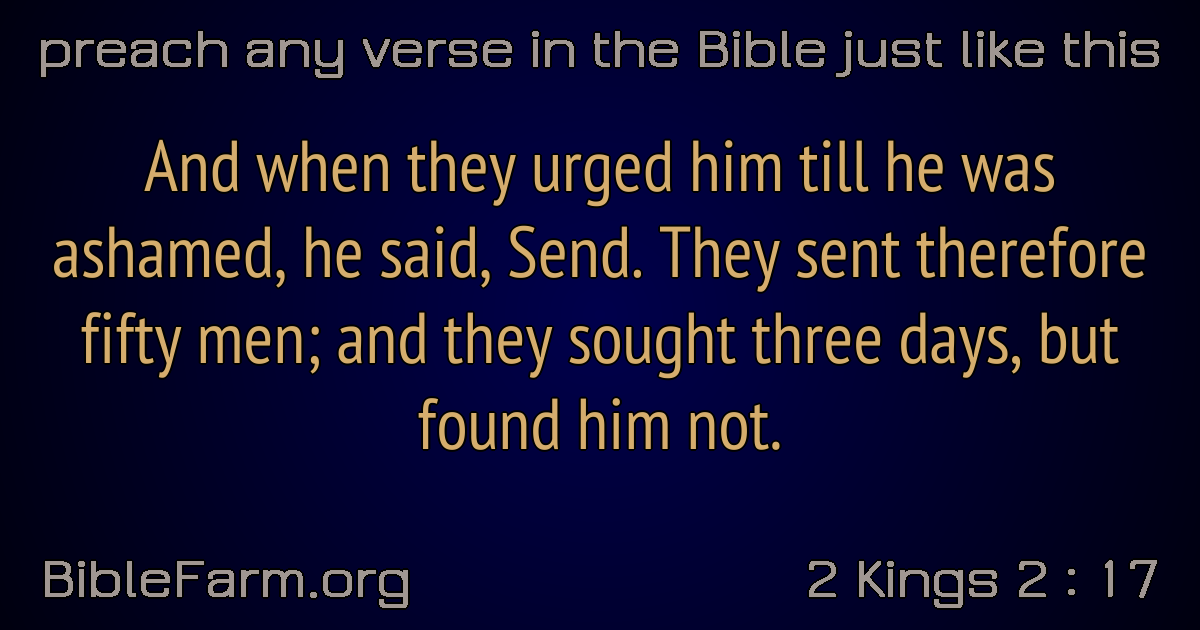 preach any verse in the Bible just like this
And when they urged him till he was
ashamed, he said, Send. They sent therefore
fifty men; and they sought three days, but
found him not.
BibleFarm.org
2 Kings 2 : 17